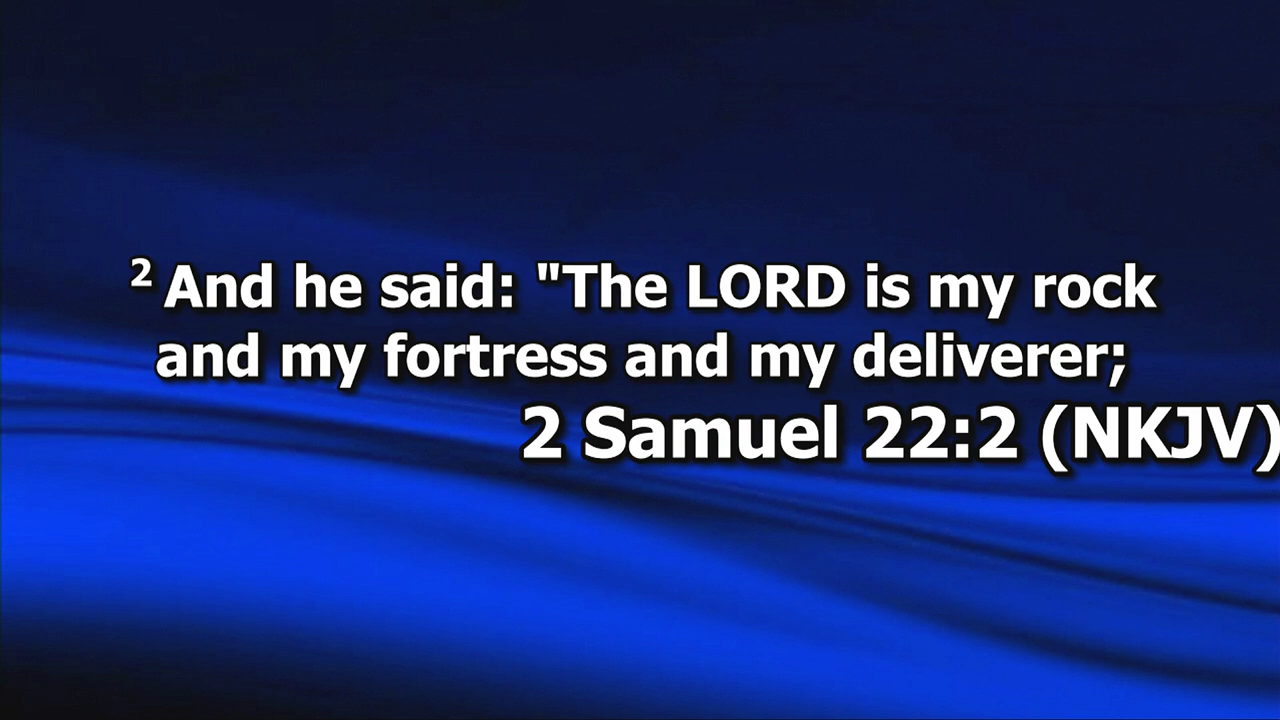 2 And he said: "The LORD is my rock
and my fortress and my deliverer;
2 Samuel 22:2 (NKJV)